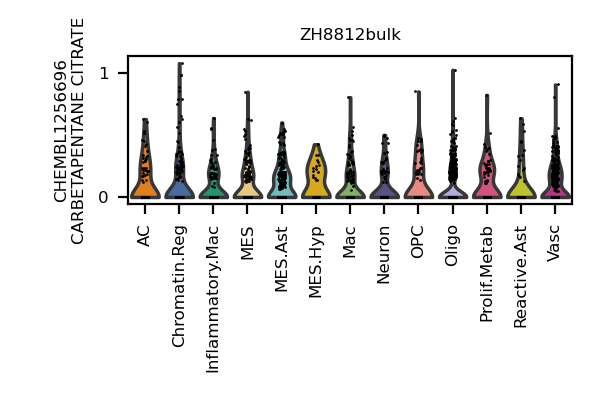 ZH8812bulk
CHEMBL1256696
CARBETAPENTANE CITRATE
1
0
AC
Chromatin.Reg
Inflammatory.Mac
MES
MES.Ast
MES.Hyp
Mac
Neuron
OPC
Oligo
Prolif.Metab
Reactive.Ast
Vasc